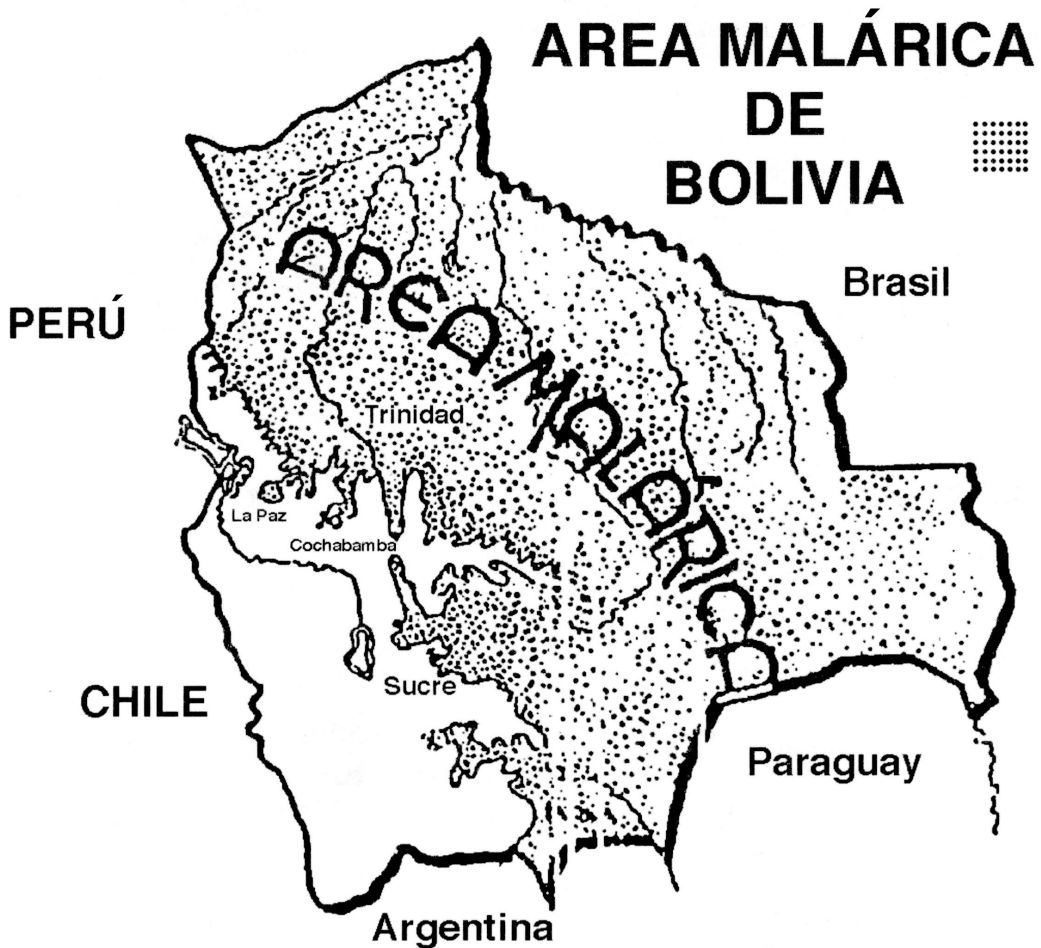 AREA MALÁRICA
DE
BOLIVIA
Brasil
PERÚ
AREA MALÁRICA
Trinidad
La Paz
Cochabamba
Sucre
CHILE
Paraguay
Argentina